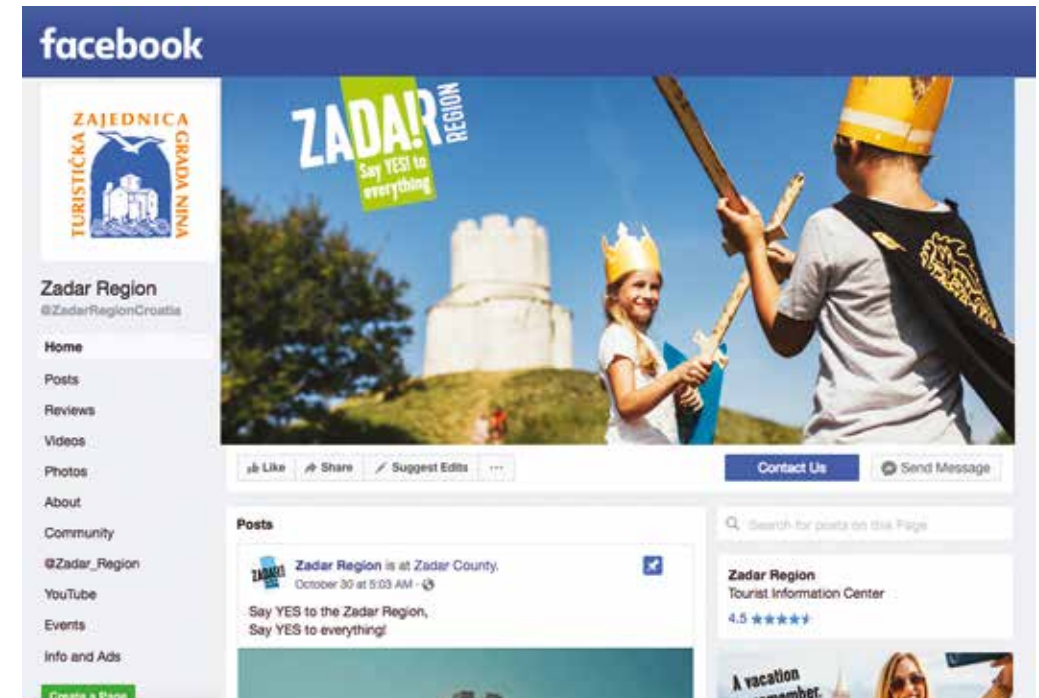 facebook
ZAJEDNICA
TURISTIČKA
GRADA NINA
ZADA!R
REGION
Say YES! to
everything
Zadar Region
@ZadarRegionCroatia
Home
Posts
Reviews
Videos
Photos
About
Community
@Zadar_Region
YouTube
Events
Info and Ads
Create a Page
Like Share Suggest Edits ...
Contact Us
Send Message
Posts
Zadar Region is at Zadar County.
October 30 at 5:03 AM ·
Say YES to the Zadar Region,
Say YES to everything!
Search for posts on this Page
Zadar Region
Tourist Information Center
4.5
A vacation